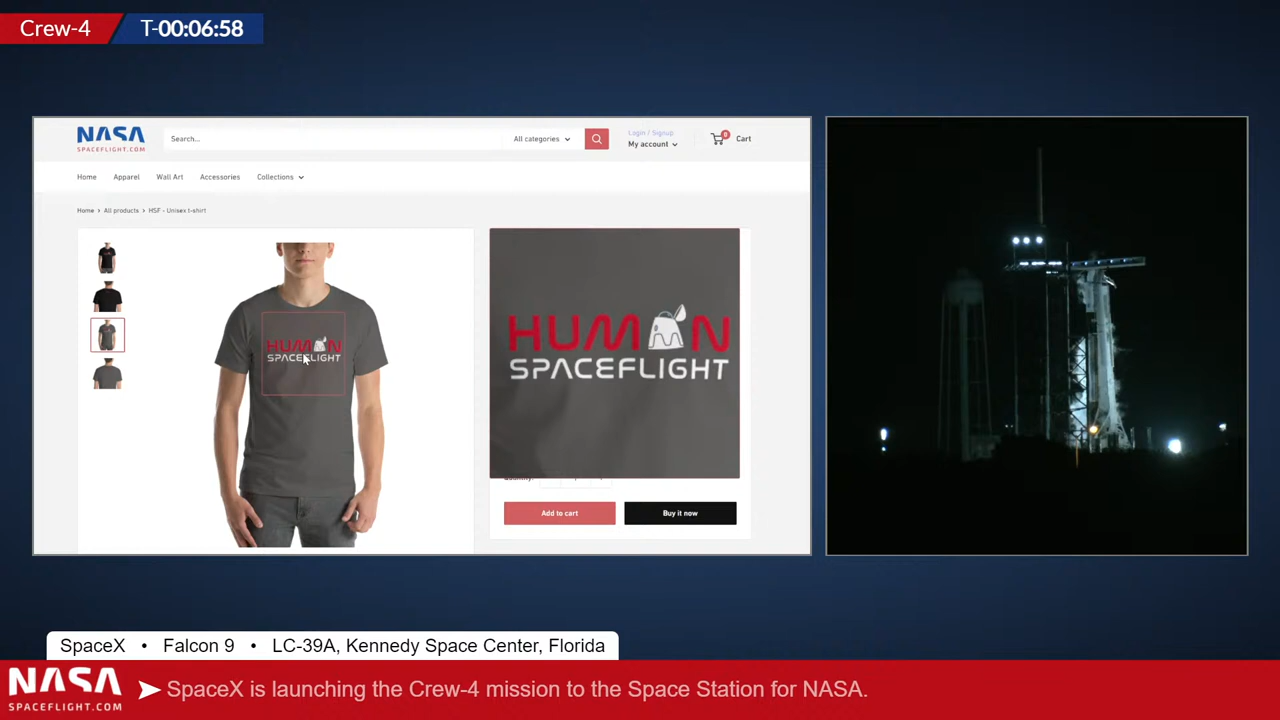 Crew-4
T-00:06:58
NASA
SPACEFLIGHT.COM
Search...
All categories
Login / Signup
My account
0
Cart
Home
Apparel
Wall Art
Accessories
Collections
Home › All products › HSF - Unisex t-shirt
HUMAN
SPACEFLIGHT
HUMAN
SPACEFLIGHT
Quantity:
Add to cart
Buy it now
SpaceX • Falcon 9 • LC-39A, Kennedy Space Center, Florida
NASA
SPACEFLIGHT.COM
SpaceX is launching the Crew-4 mission to the Space Station for NASA.